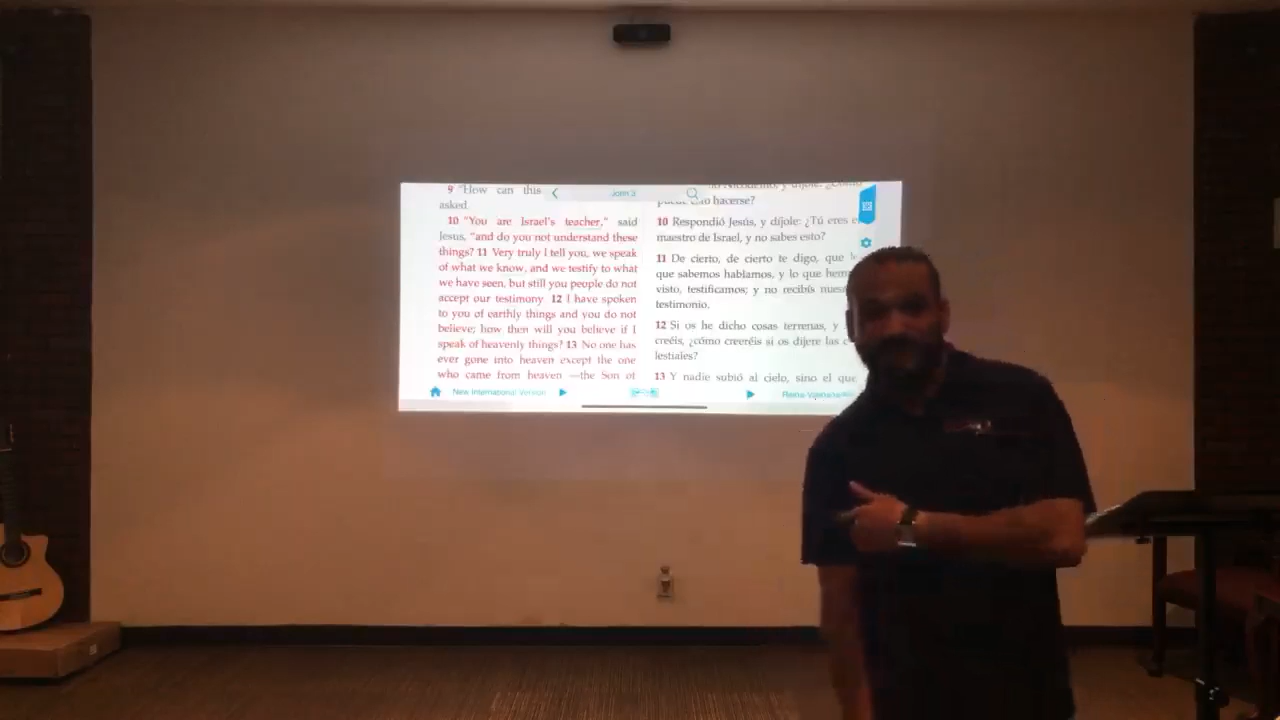 John 3
9 "How can this
asked.
10 "You are Israel's teacher," said
Jesus, "and do you not understand these
things? 11 Very truly I tell you, we speak
of what we know, and we testify to what
we have seen, but still you people do not
accept our testimony. 12 I have spoken
to you of earthly things and you do not
believe; how then will you believe if I
speak of heavenly things? 13 No one has
ever gone into heaven except the one
who came from heaven —the Son of
New International Version
hacerse?
10 Respondió Jesús, y díjole: ¿Tú eres
maestro de Israel, y no sabes esto?
11 De cierto, de cierto te digo, que
que sabemos hablamos, y lo que
visto, testificamos; y no recibís
testimonio.
12 Si os he dicho cosas terrenas, y
creéis, ¿cómo creeréis si os dijere las
lestiales?
13 Y nadie subió al cielo, sino el que
Reina